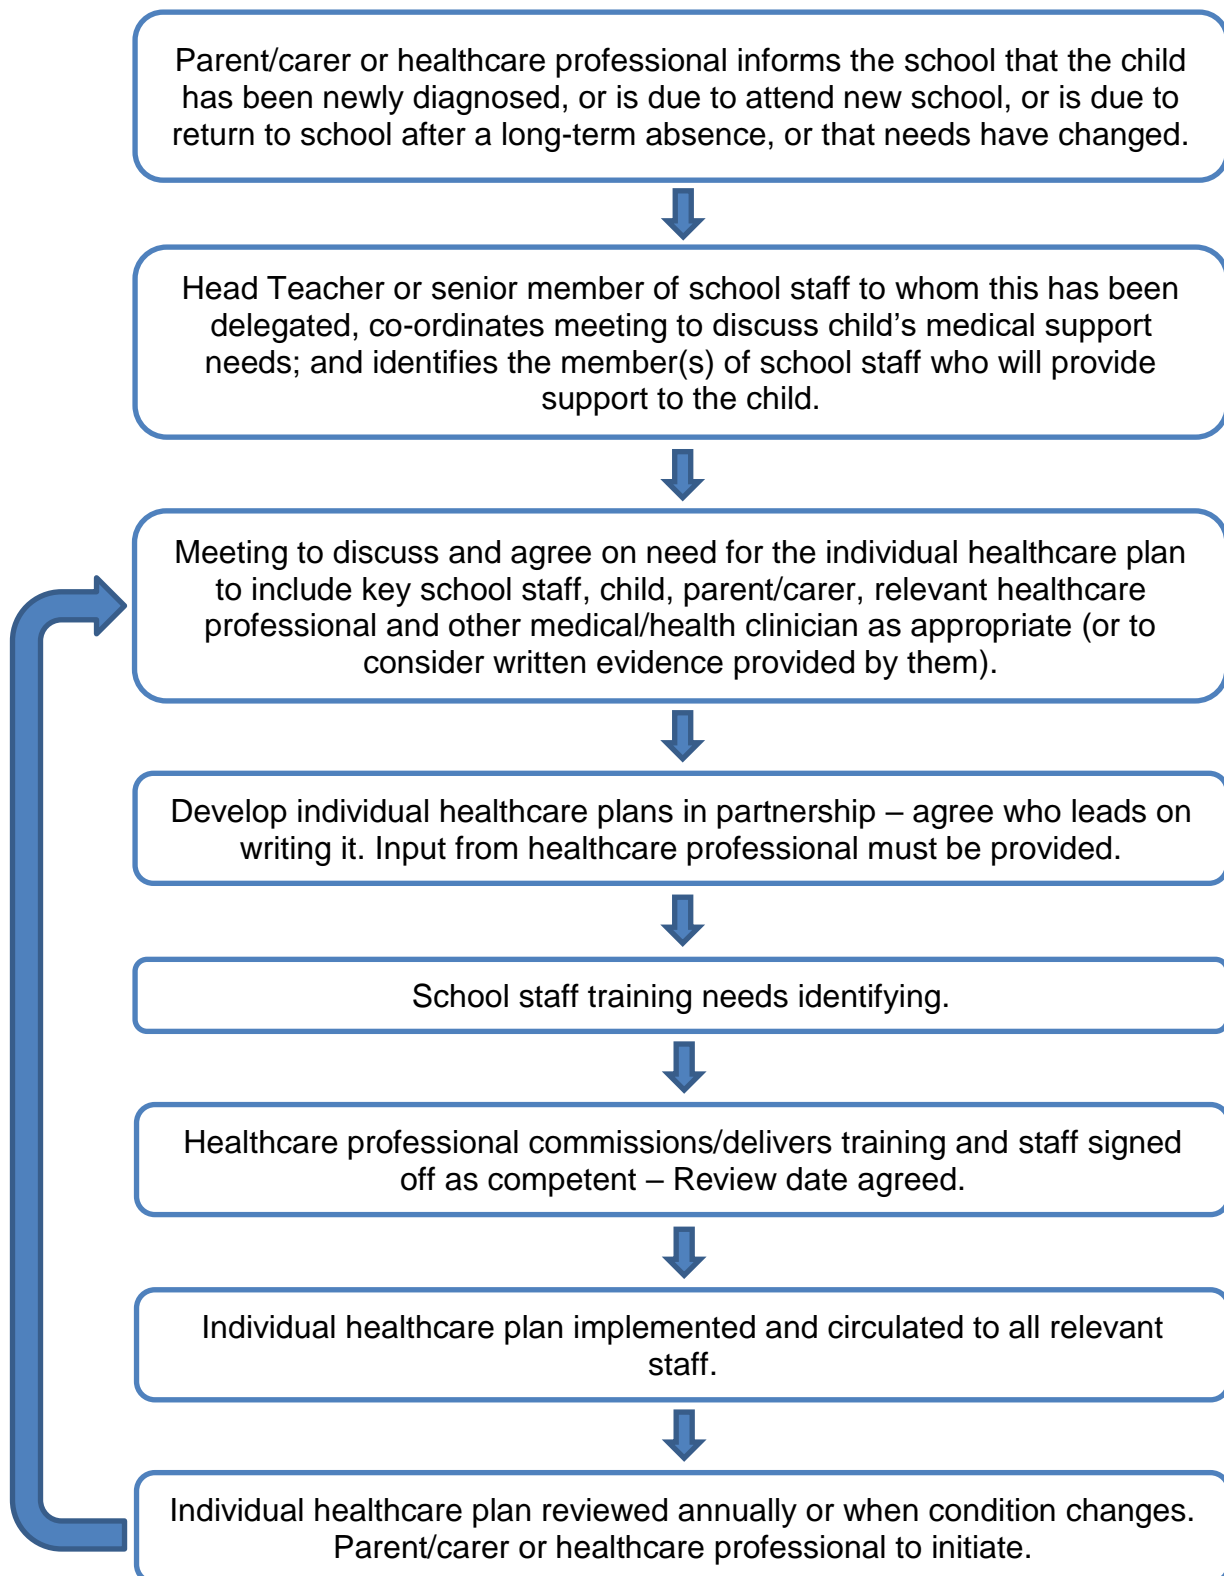 Parent/carer or healthcare professional informs the school that the child
has been newly diagnosed, or is due to attend new school, or is due to
return to school after a long-term absence, or that needs have changed.
Head Teacher or senior member of school staff to whom this has been
delegated, co-ordinates meeting to discuss child’s medical support
needs; and identifies the member(s) of school staff who will provide
support to the child.
Meeting to discuss and agree on need for the individual healthcare plan
to include key school staff, child, parent/carer, relevant healthcare
professional and other medical/health clinician as appropriate (or to
consider written evidence provided by them).
Develop individual healthcare plans in partnership – agree who leads on
writing it. Input from healthcare professional must be provided.
School staff training needs identifying.
Healthcare professional commissions/delivers training and staff signed
off as competent – Review date agreed.
Individual healthcare plan implemented and circulated to all relevant
staff.
Individual healthcare plan reviewed annually or when condition changes.
Parent/carer or healthcare professional to initiate.